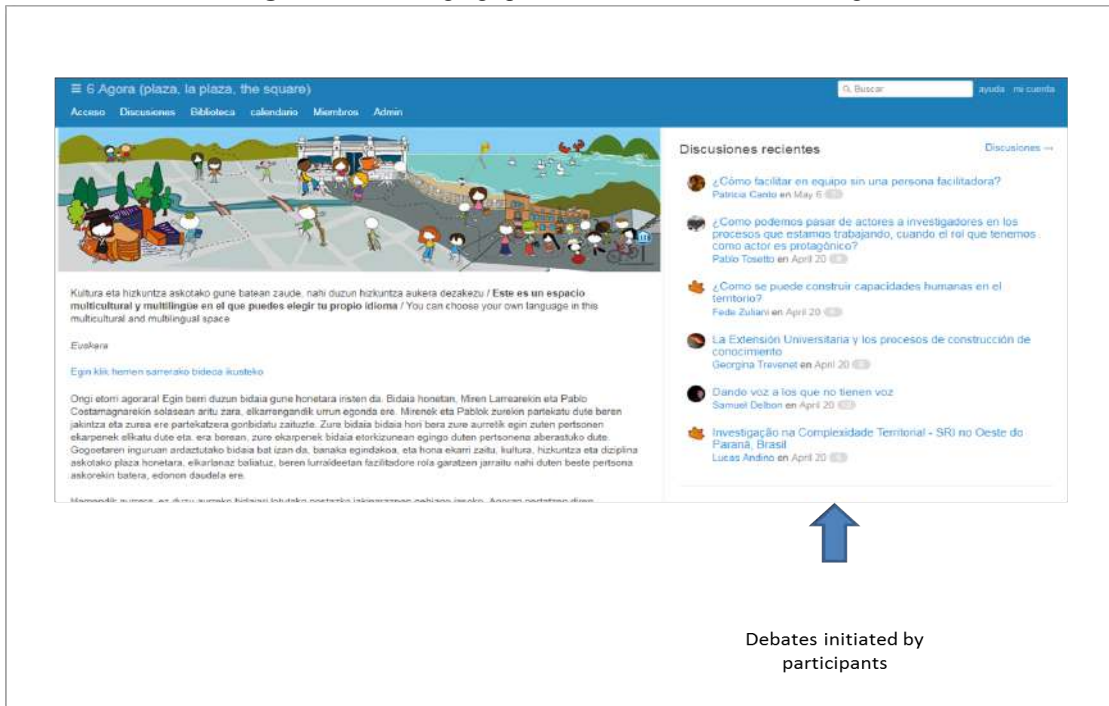 ≡ 6 Agora (plaza, la plaza, the square)
Buscar
ayuda mi cuenta
Acceso Discusiones Biblioteca calendario Miembros Admin
Kultura eta hizkuntza askotako gune batean zaude, nahi duzun hizkuntza aukera dezakezu / Este es un espacio
multicultural y multilingüe en el que puedes elegir tu propio idioma / You can choose your own language in this
multicultural and multilingual space
Euskera
Egin klik hemen sarrerako bideoa ikusteko
Ongi etorri agorara! Egin berri duzun bidaia gune honetara iristen da. Bidaia honetan, Miren Larrearekin eta Pablo
Costamagnarekin solasean aritu zara, elkarrengandik urrun egonda ere. Mirenek eta Pablok zurekin partekatu dute beren
jakintza eta zurea ere partekatzera gonbidatu zaituzte. Zure bidaia bidaia hori bera zure aurretik egin zuten pertsonen
ekarpenek elikatu dute eta, era berean, zure ekarpenek bidaia etorkizunean egingo duten pertsonena aberastuko dute.
Gogoetaren inguruan ardaztutako bidaia bat izan da, banaka egindakoa, eta hona ekarri zaitu, kultura, hizkuntza eta diziplina
askotako plaza honetara, elkarlanaz baliatuz, beren lurraldeetan fazilitadore rola garatzen jarraitu nahi duten beste pertsona
askorekin batera, edonon daudela ere.
Discusiones recientes
Discusiones →
¿Cómo facilitar en equipo sin una persona facilitadora?
Patricia Canto en May 6
¿Como podemos pasar de actores a investigadores en los
procesos que estamos trabajando, cuando el rol que tenemos
como actor es protagónico?
Pablo Tosetto en April 20
¿Como se puede construir capacidades humanas en el
territorio?
Fede Zuliani en April 20
La Extensión Universitaria y los procesos de construcción de
conocimiento
Georgina Trevenet en April 20
Dando voz a los que no tienen voz
Samuel Delbon en April 20
Investigação na Complexidade Territorial - SRI no Oeste do
Paraná, Brasil
Lucas Andino en April 20
Debates initiated by
participants